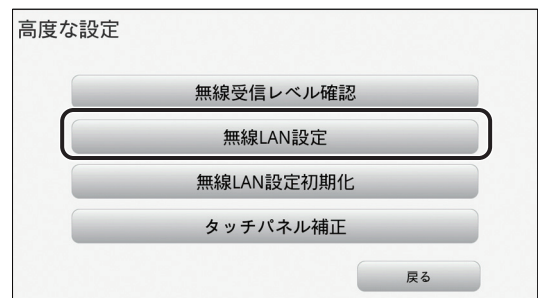 高度な設定
無線受信レベル確認
無線LAN設定
無線LAN設定初期化
タッチパネル補正
戻る